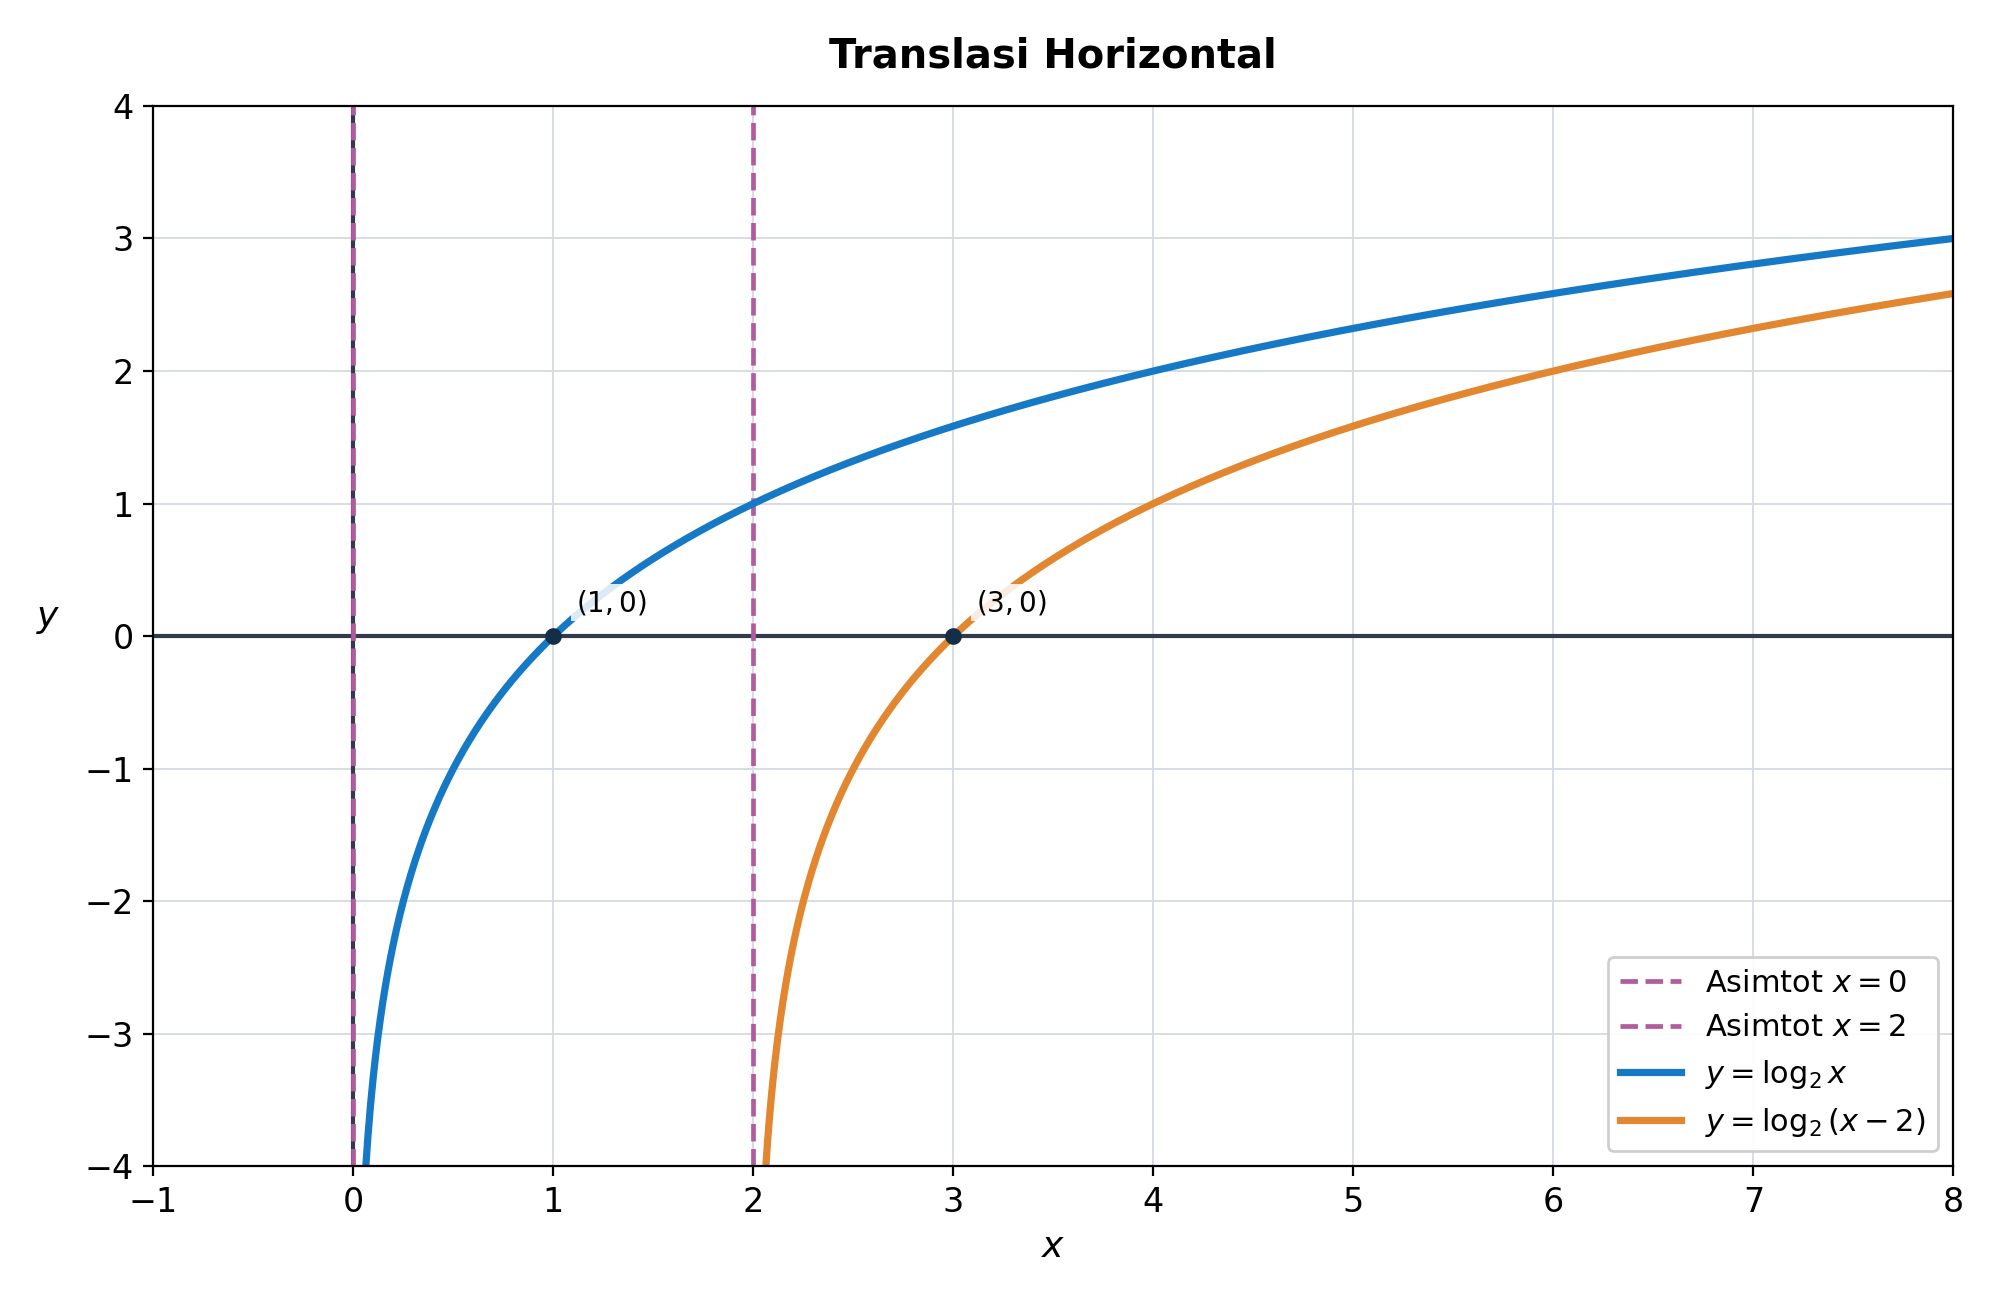 Translasi Horizontal
4
3
2
1
0
−1
−2
−3
−4
y
(1, 0)
(3, 0)
Asimtot x = 0
Asimtot x = 2
y = log₂ x
y = log₂ (x − 2)
−1 0 1 2 3 4 5 6 7 8
x